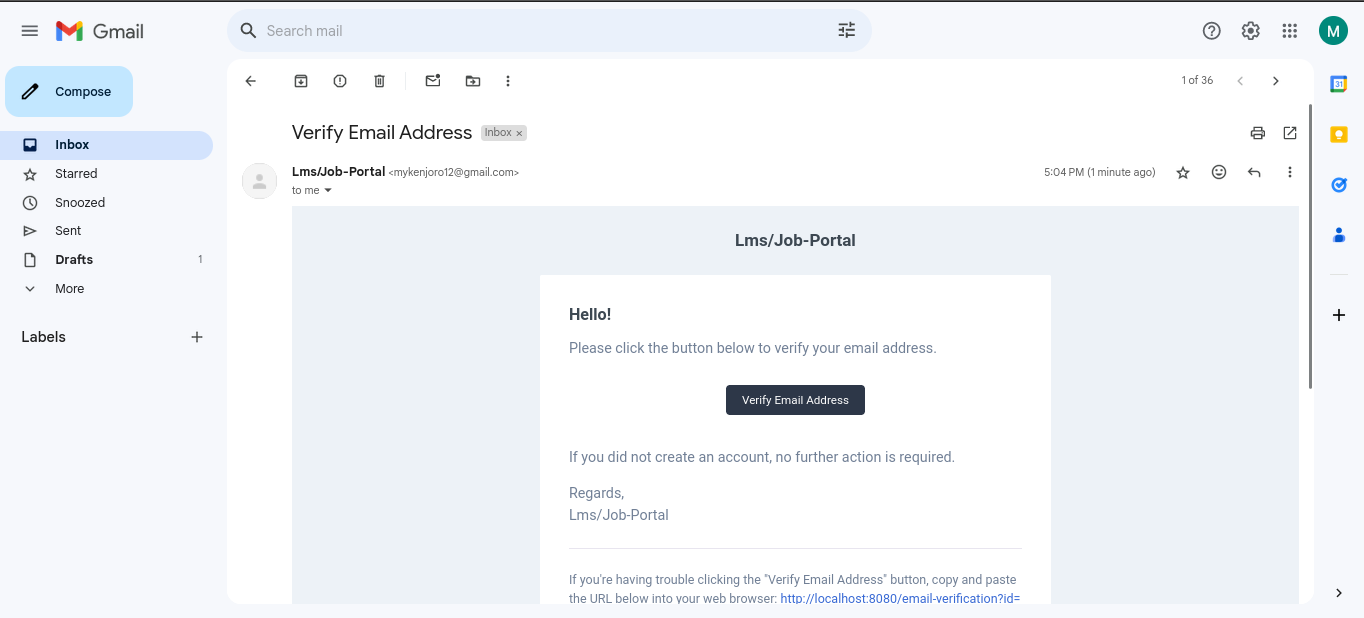 Gmail
Search mail
M
Compose
1 of 36
31
Inbox
Verify Email Address Inbox ×
Starred
Lms/Job-Portal <mykenjoro12@gmail.com> 5:04 PM (1 minute ago)
to me
Snoozed
Sent
Lms/Job-Portal
Drafts 1
More
Hello!
Labels
Please click the button below to verify your email address.
Verify Email Address
If you did not create an account, no further action is required.
Regards,
Lms/Job-Portal
If you're having trouble clicking the "Verify Email Address" button, copy and paste
the URL below into your web browser: http://localhost:8080/email-verification?id=